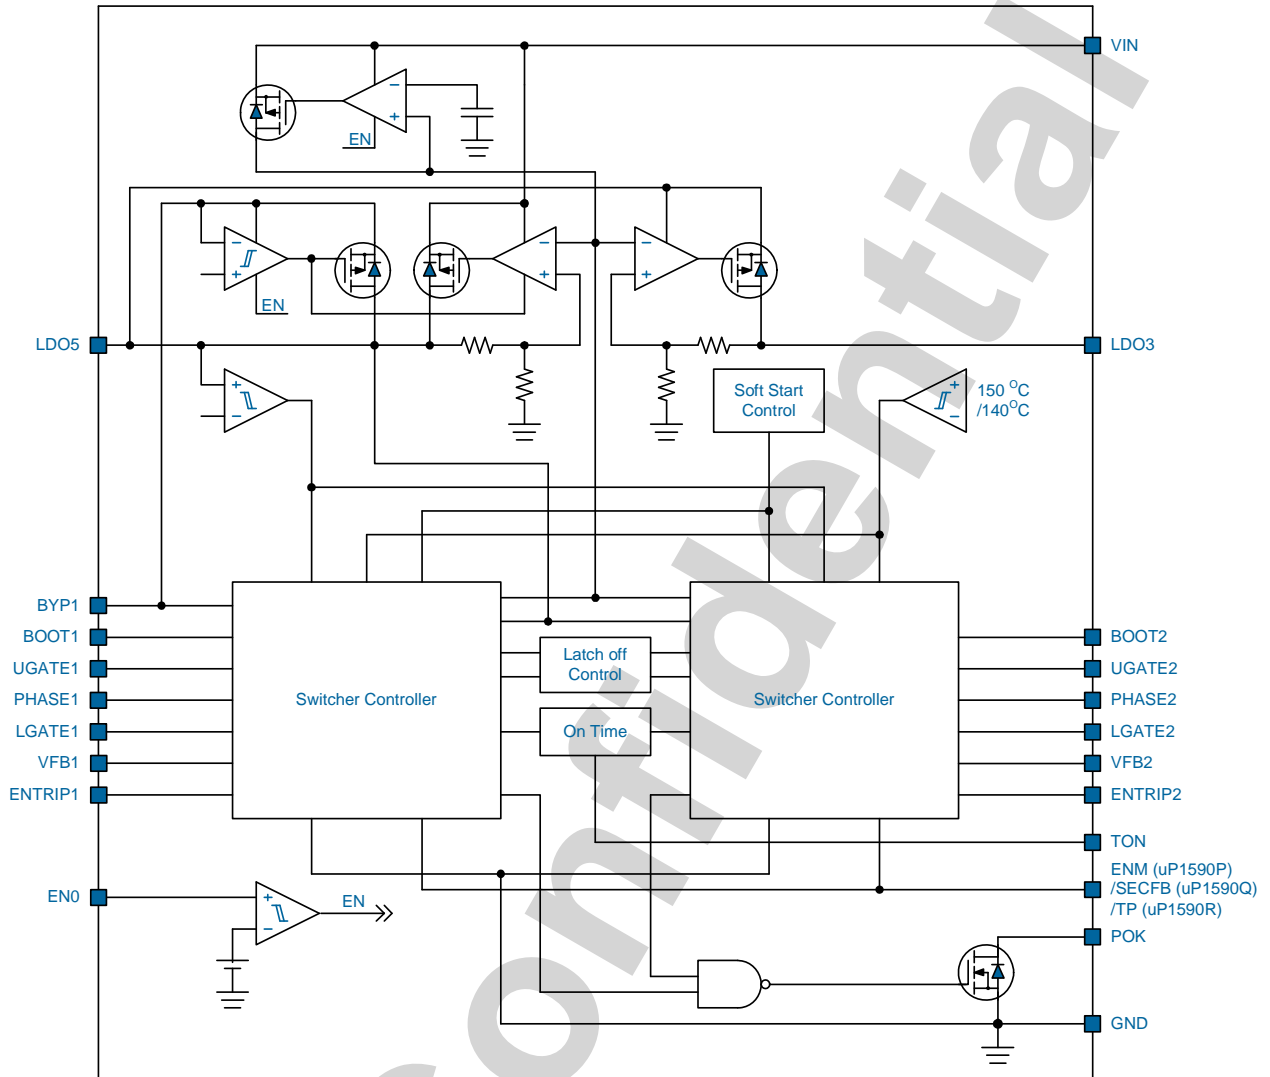 VIN
EN
EN
LDO5
LDO3
Soft Start
Control
150 °C
/140°C
BYP1
BOOT1
UGATE1
PHASE1
LGATE1
VFB1
ENTRIP1
Switcher Controller
Latch off
Control
On Time
Switcher Controller
BOOT2
UGATE2
PHASE2
LGATE2
VFB2
ENTRIP2
TON
ENM (uP1590P)
/SECFB (uP1590Q)
/TP (uP1590R)
EN0
EN
POK
GND
Confidential